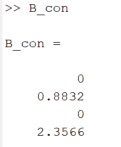 >> B_con
B_con =
0
0.8832
0
2.3566